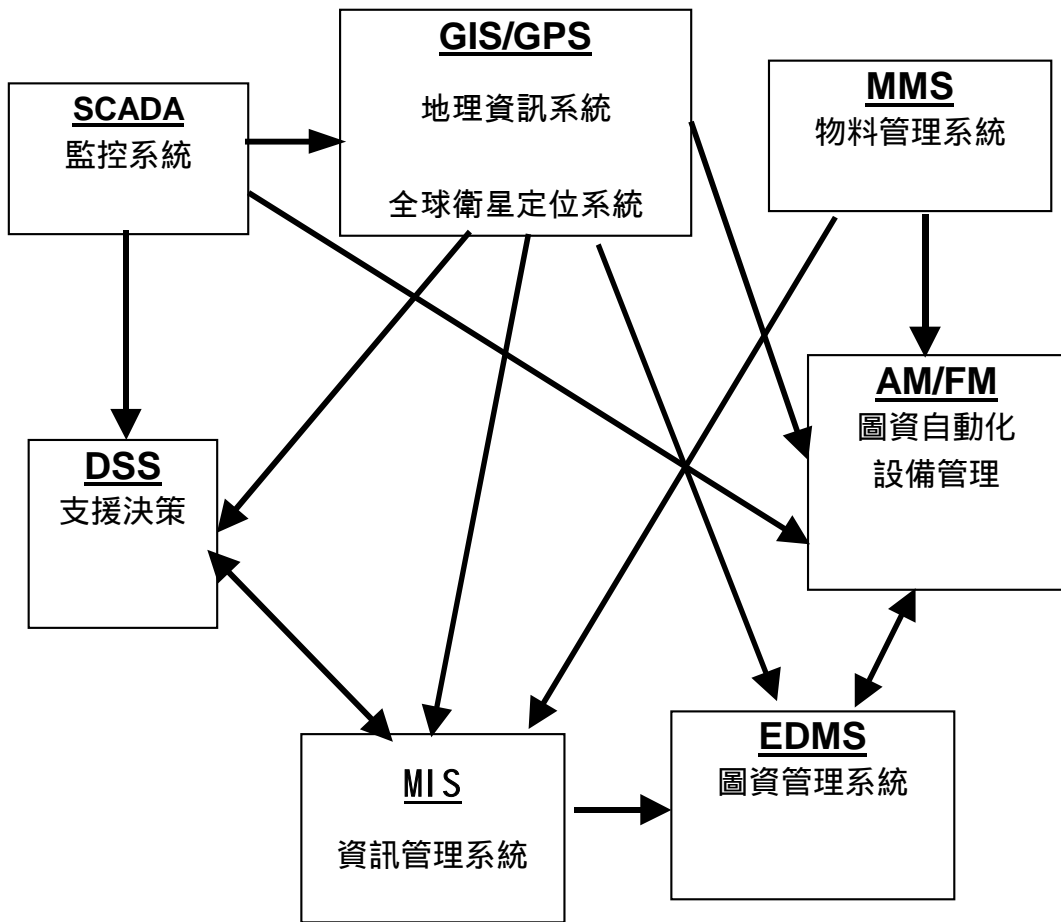 GIS/GPS
地理資訊系統
全球衛星定位系統
SCADA
監控系統
MMS
物料管理系統
AM/FM
圖資自動化
設備管理
DSS
支援決策
MIS
資訊管理系統
EDMS
圖資管理系統